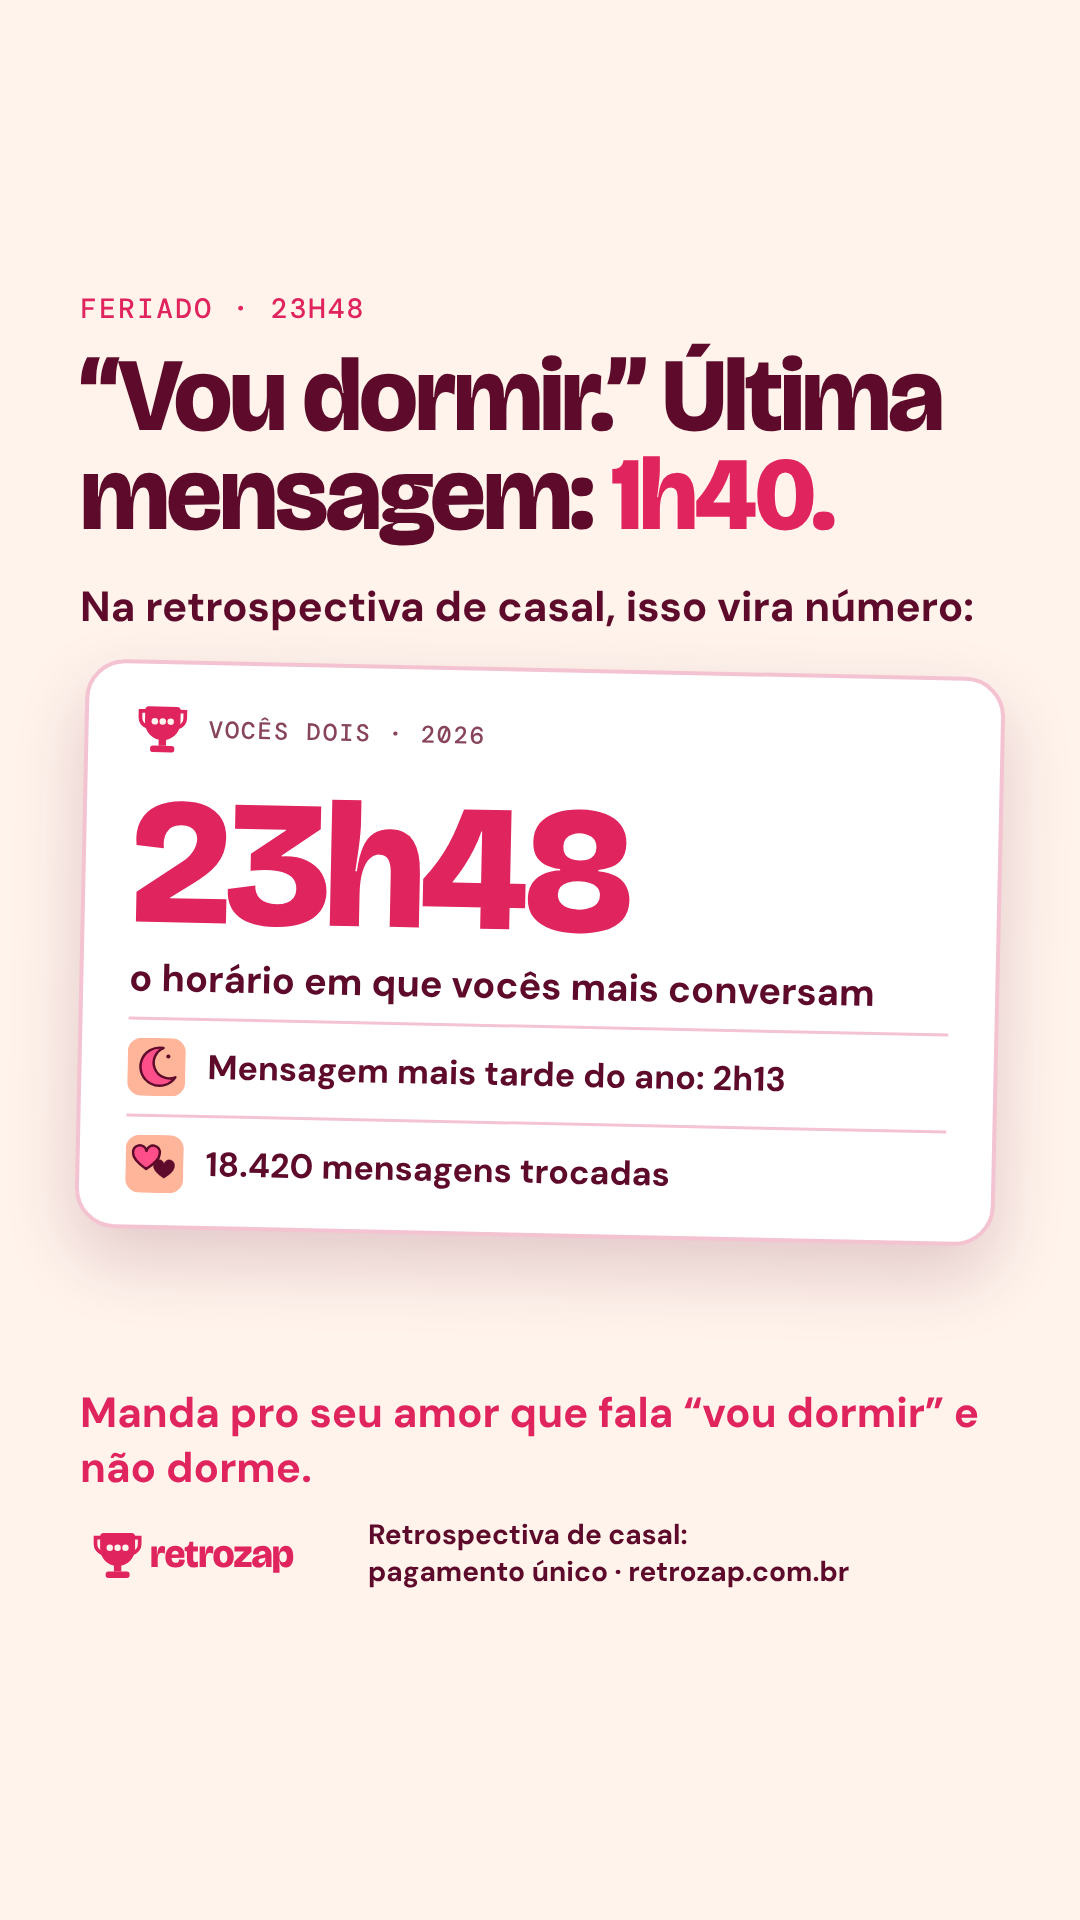 FERIADO · 23H48
“Vou dormir.” Última
mensagem: 1h40.
Na retrospectiva de casal, isso vira número:
VOCÊS DOIS · 2026
23h48
o horário em que vocês mais conversam
Mensagem mais tarde do ano: 2h13
18.420 mensagens trocadas
Manda pro seu amor que fala “vou dormir” e
não dorme.
retrozap
Retrospectiva de casal:
pagamento único · retrozap.com.br